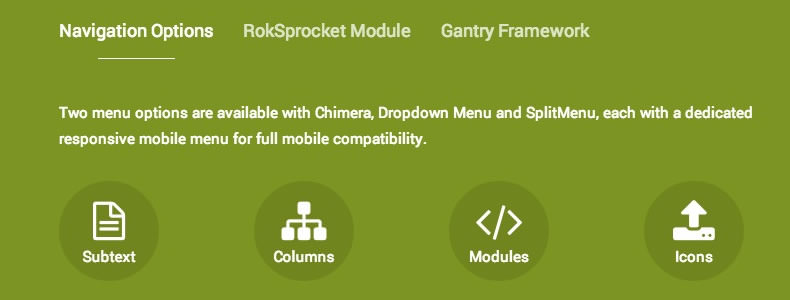 Navigation Options RokSprocket Module Gantry Framework
Two menu options are available with Chimera, Dropdown Menu and SplitMenu, each with a dedicated
responsive mobile menu for full mobile compatibility.
Subtext Columns Modules Icons